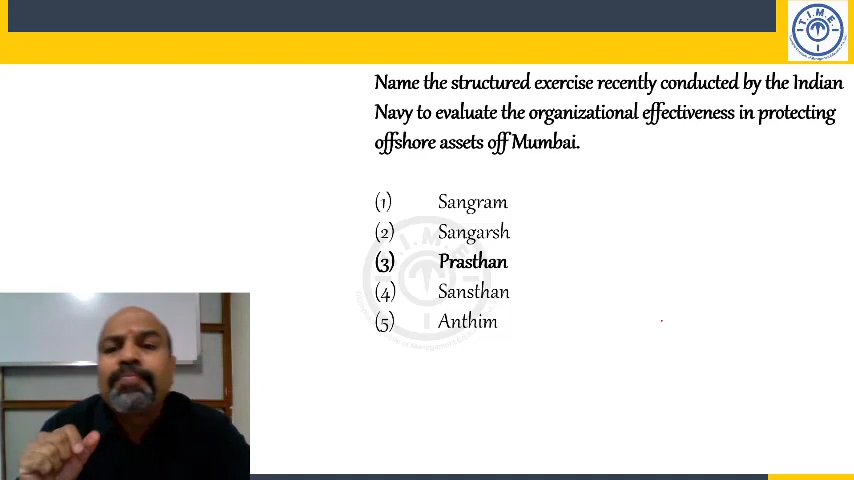 T.I.M.E.
Name the structured exercise recently conducted by the Indian
Navy to evaluate the organizational effectiveness in protecting
offshore assets off Mumbai.
(1) Sangram
(2) Sangarsh
(3) Prasthan
(4) Sansthan
(5) Anthim